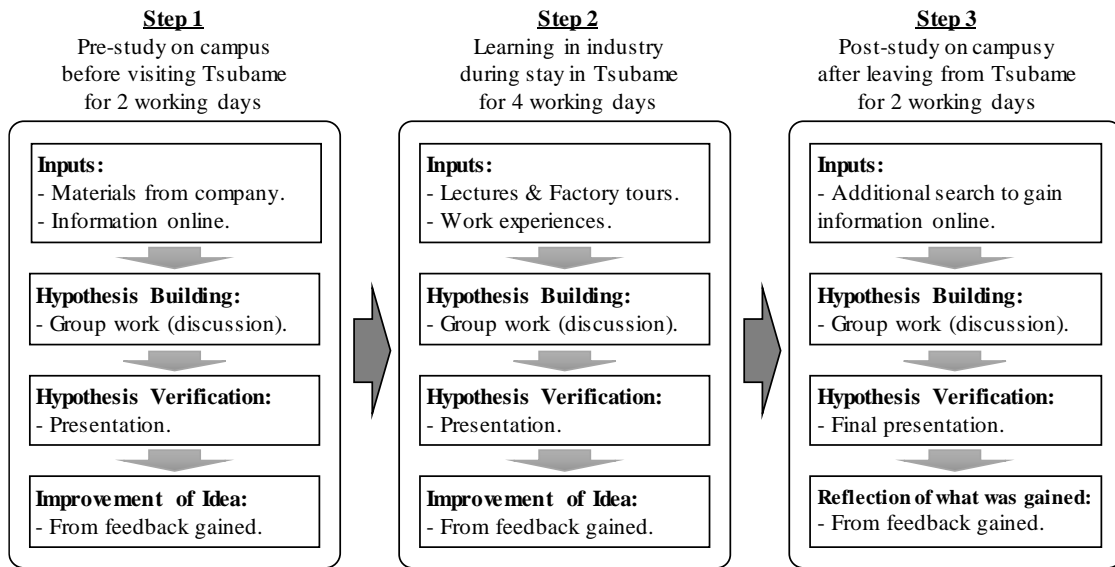 Step 1
Pre-study on campus
before visiting Tsubame
for 2 working days
Inputs:
- Materials from company.
- Information online.
Hypothesis Building:
- Group work (discussion).
Hypothesis Verification:
- Presentation.
Improvement of Idea:
- From feedback gained.
Step 2
Learning in industry
during stay in Tsubame
for 4 working days
Inputs:
- Lectures & Factory tours.
- Work experiences.
Hypothesis Building:
- Group work (discussion).
Hypothesis Verification:
- Presentation.
Improvement of Idea:
- From feedback gained.
Step 3
Post-study on campusy
after leaving from Tsubame
for 2 working days
Inputs:
- Additional search to gain
information online.
Hypothesis Building:
- Group work (discussion).
Hypothesis Verification:
- Final presentation.
Reflection of what was gained:
- From feedback gained.